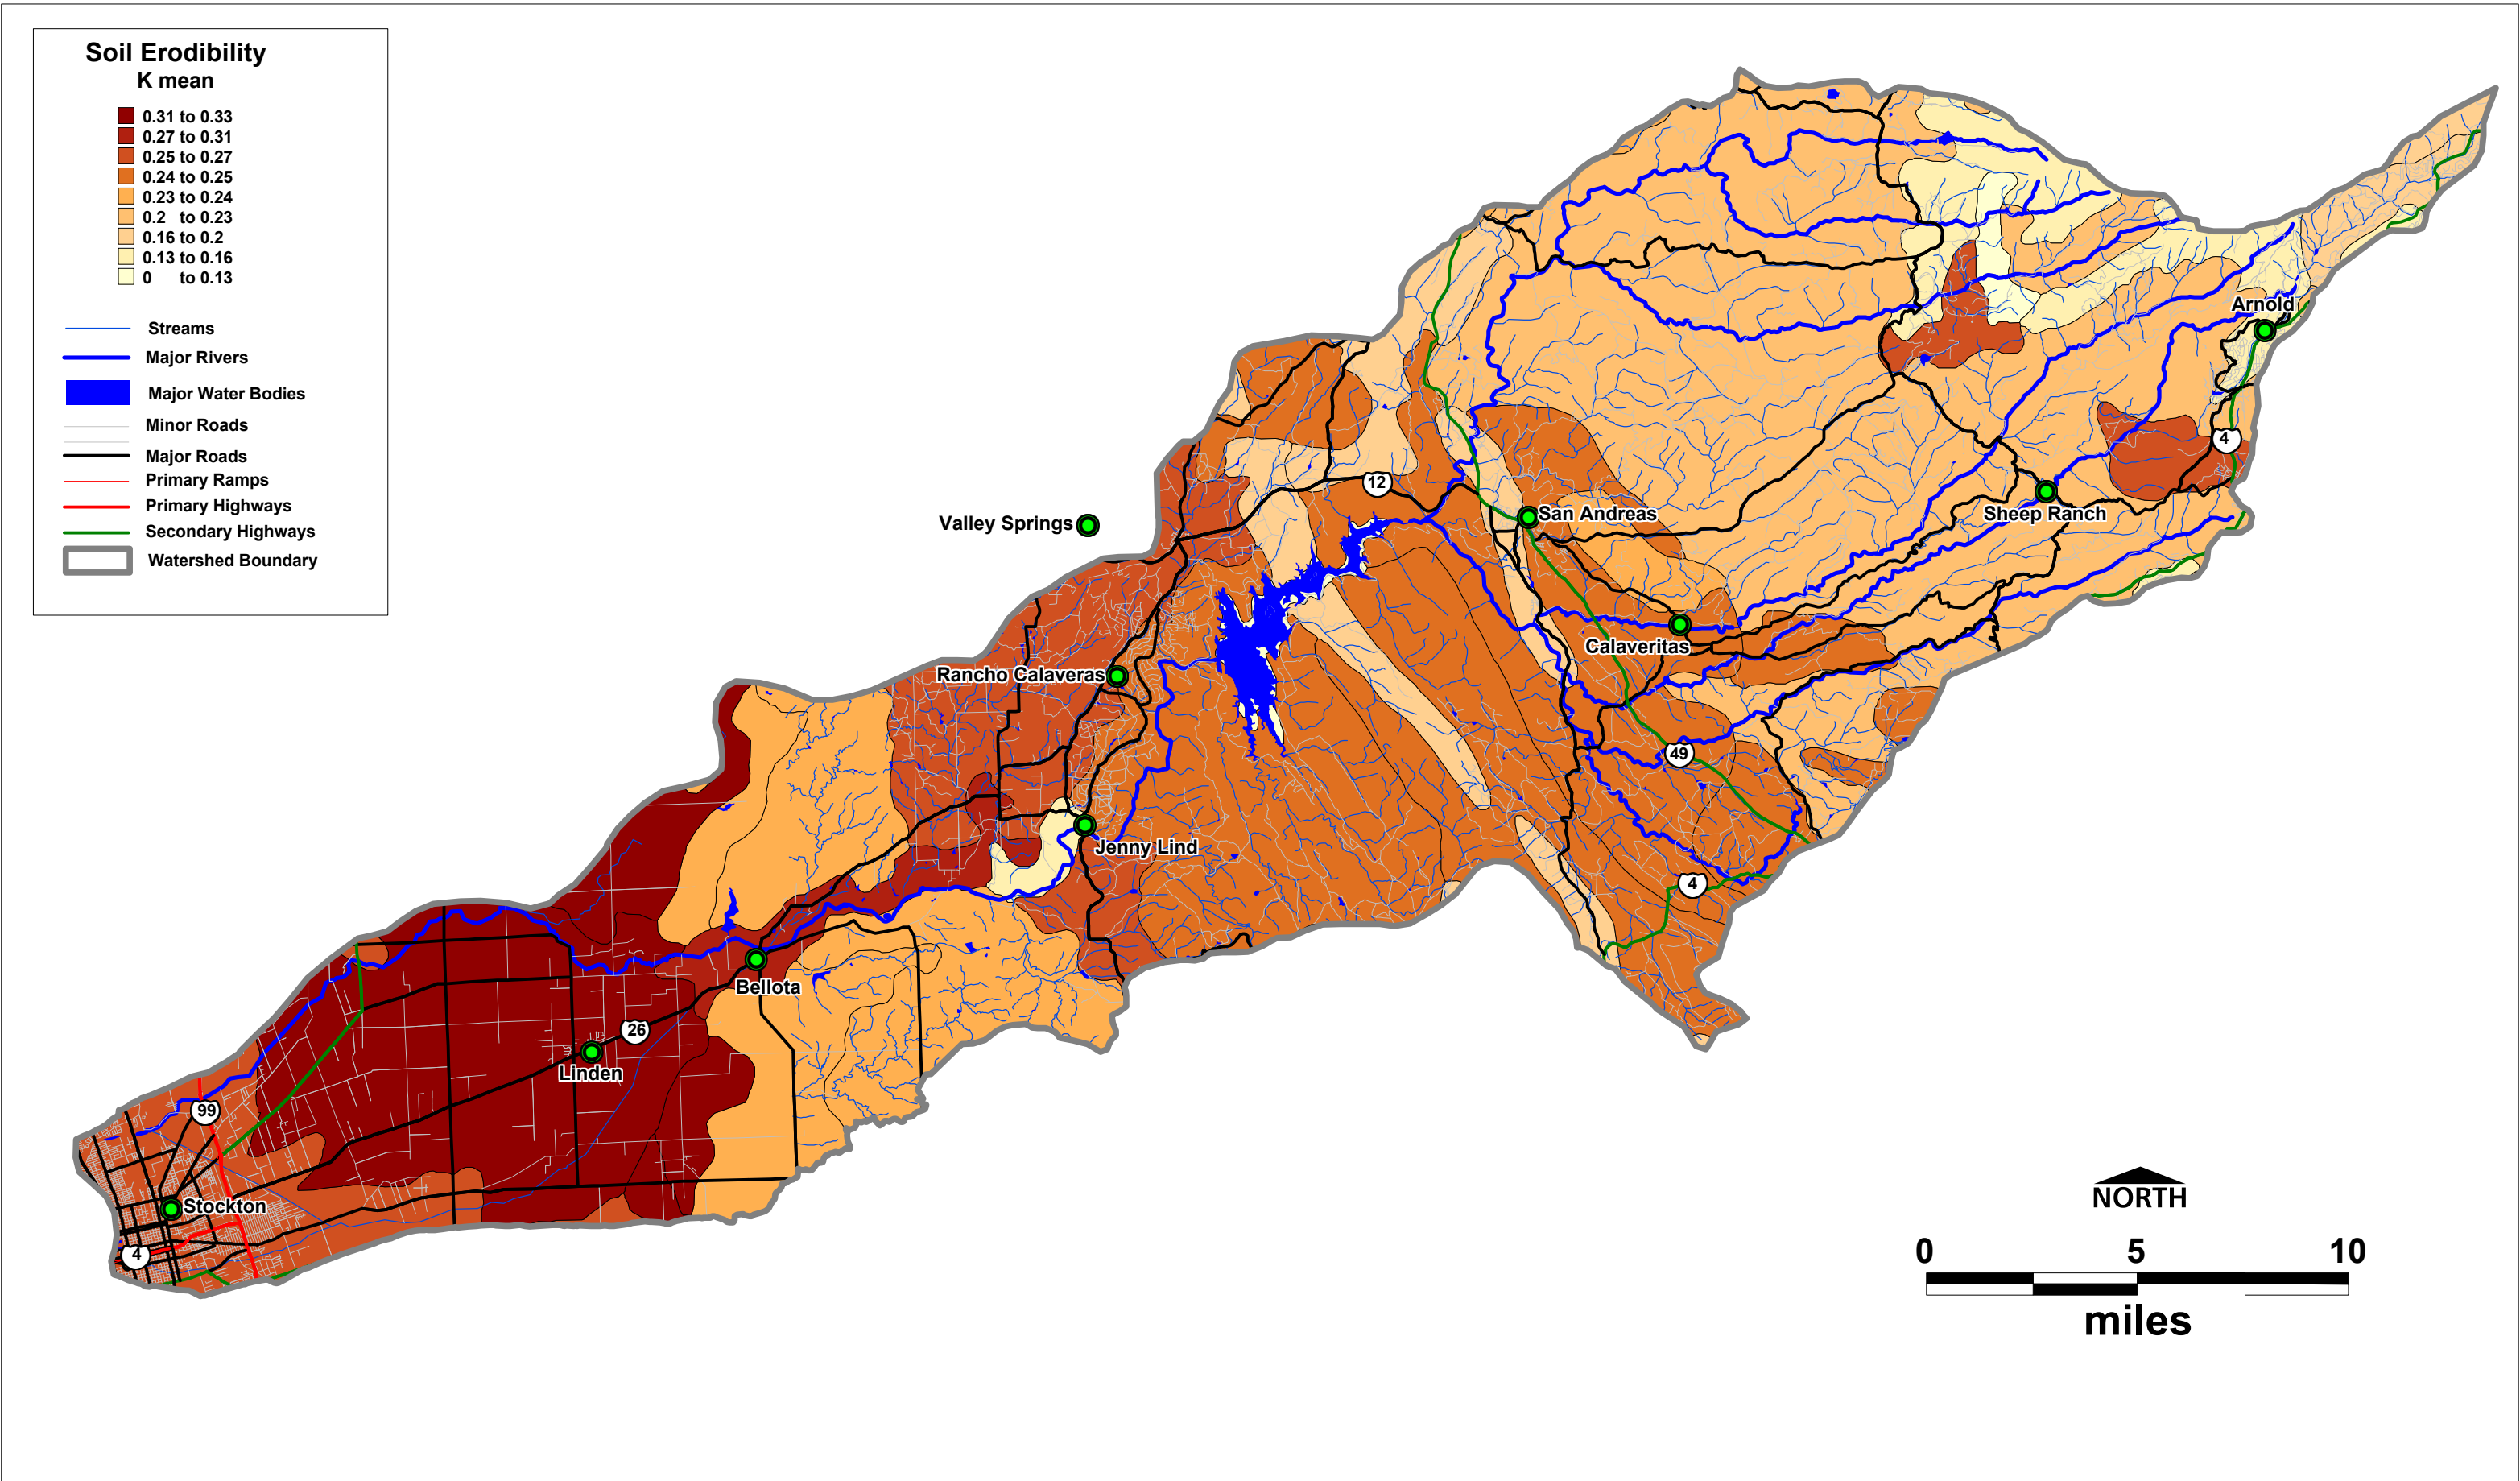 Soil Erodibility
K mean
0.31 to 0.33
0.27 to 0.31
0.25 to 0.27
0.24 to 0.25
0.23 to 0.24
0.2 to 0.23
0.16 to 0.2
0.13 to 0.16
0 to 0.13
Streams
Major Rivers
Major Water Bodies
Minor Roads
Major Roads
Primary Ramps
Primary Highways
Secondary Highways
Watershed Boundary
Arnold
4
12
Valley Springs
San Andreas
Sheep Ranch
Calaveritas
Rancho Calaveras
49
Jenny Lind
4
Bellota
26
Linden
99
Stockton
4
NORTH
0 5 10
miles